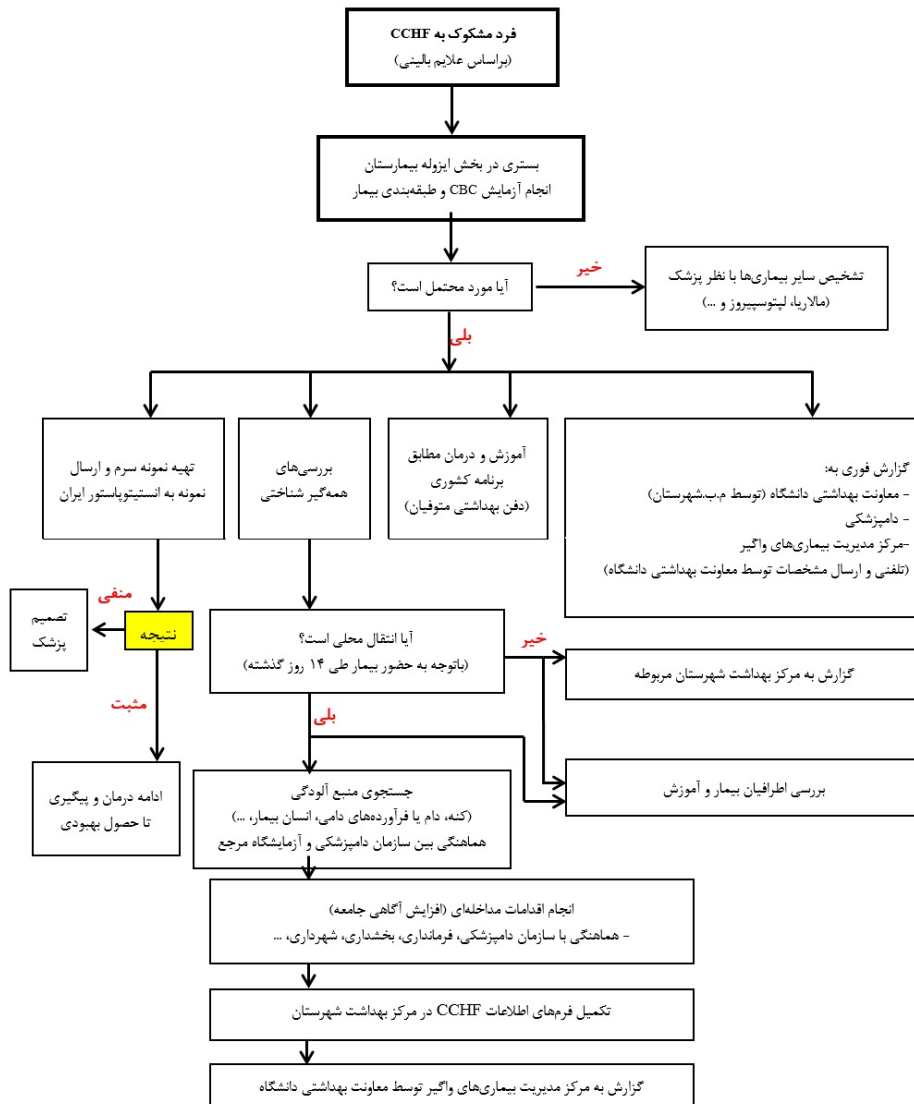 فرد مشکوک به CCHF
(براساس علایم بالینی)
بستری در بخش ایزوله بیمارستان
انجام آزمایش CBC و طبقه‌بندی بیمار
آیا مورد محتمل است؟
خیر
تشخیص سایر بیماری‌ها با نظر پزشک
(مالاریا، لپتوسپیروز و ...)
بلی
گزارش فوری به:
- معاونت بهداشتی دانشگاه (توسط م.ب.شهرستان)
- دامپزشکی
-مرکز مدیریت بیماری‌های واگیر
(تلفنی و ارسال مشخصات توسط معاونت بهداشتی دانشگاه)
آموزش و درمان مطابق
برنامه کشوری
(دفن بهداشتی متوفیان)
بررسی‌های
همه‌گیر شناختی
تهیه نمونه سرم و ارسال
نمونه به انستیتوپاستور ایران
نتیجه
منفی
تصمیم
پزشک
مثبت
ادامه درمان و پیگیری
تا حصول بهبودی
آیا انتقال محلی است؟
(باتوجه به حضور بیمار طی ۱۴ روز گذشته)
خیر
گزارش به مرکز بهداشت شهرستان مربوطه
بررسی اطرافیان بیمار و آموزش
بلی
جستجوی منبع آلودگی
(کنه، دام یا فرآورده‌های دامی، انسان بیمار، ...)
هماهنگی بین سازمان دامپزشکی و آزمایشگاه مرجع
انجام اقدامات مداخله‌ای (افزایش آگاهی جامعه)
- هماهنگی با سازمان دامپزشکی، فرمانداری، بخشداری، شهرداری، ...
تکمیل فرم‌های اطلاعات CCHF در مرکز بهداشت شهرستان
گزارش به مرکز مدیریت بیماری‌های واگیر توسط معاونت بهداشتی دانشگاه